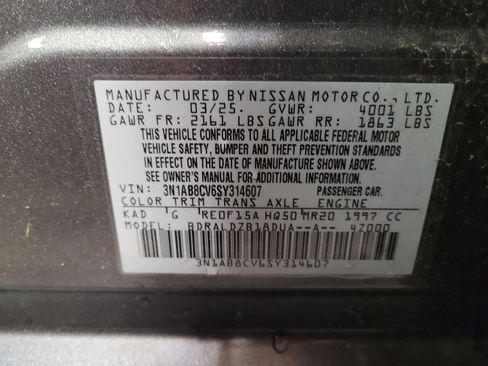 MANUFACTURED BY NISSAN MOTOR CO., LTD.
DATE: 03/25. GVWR: 4001 LBS
GAWR FR: 2161 LBS GAWR RR: 1863 LBS
THIS VEHICLE CONFORMS TO ALL APPLICABLE FEDERAL MOTOR
VEHICLE SAFETY, BUMPER AND THEFT PREVENTION STANDARDS
IN EFFECT ON THE DATE OF MANUFACTURE SHOWN ABOVE.
SEE OWNER'S MANUAL FOR ADDITIONAL INFORMATION.
VIN: 3N1AB8CV6SY314607 PASSENGER CAR.
COLOR TRIM TRANS AXLE ENGINE
KAD G RE0F15A HQ50 MR20 1997 CC
MODEL: BDRALDZB18DUA--A-- 47000
3N1AB8CV6SY314607